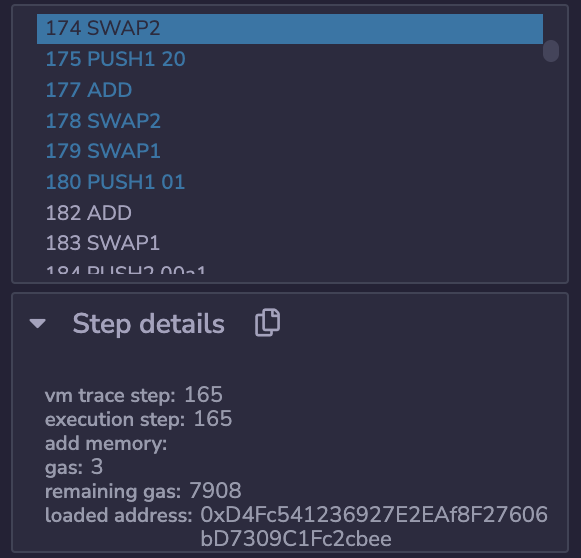 174 SWAP2
175 PUSH1 20
177 ADD
178 SWAP2
179 SWAP1
180 PUSH1 01
182 ADD
183 SWAP1
184 PUSH2 00a1
Step details
vm trace step: 165
execution step: 165
add memory:
gas: 3
remaining gas: 7908
loaded address: 0xD4Fc541236927E2EAf8F27606
bD7309C1Fc2cbee